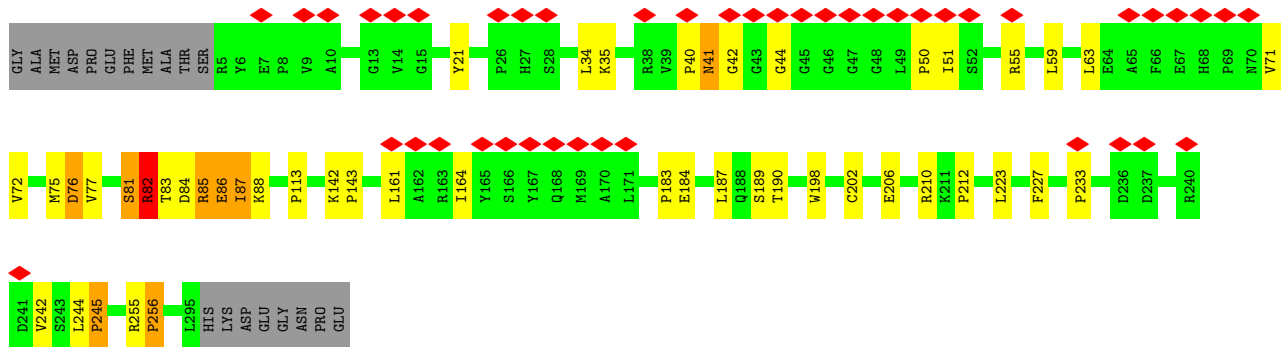 GLY ALA MET ASP PRO GLU PHE MET ALA THR SER R5 Y6 E7 P8 V9 A10 G13 V14 G15 Y21 P26 H27 S28 L34 K35 R38 V39 P40 N41 G42 G43 G44 G45 G46 G47 G48 L49 P50 I51 S52 R55 L59 L63 E64 A65 F66 E67 H68 P69 N70 V71
V72 M75 D76 V77 S81 R82 T83 D84 R85 E86 I87 K88 P113 K142 P143 L161 A162 R163 I164 Y165 S166 Y167 Q168 M169 A170 L171 P183 E184 L187 Q188 S189 T190 W198 C202 E206 R210 K211 P212 L223 F227 P233 D236 D237 R240
D241 V242 S243 L244 P245 R255 P256 L295 HIS LYS ASP GLU GLY ASN PRO GLU